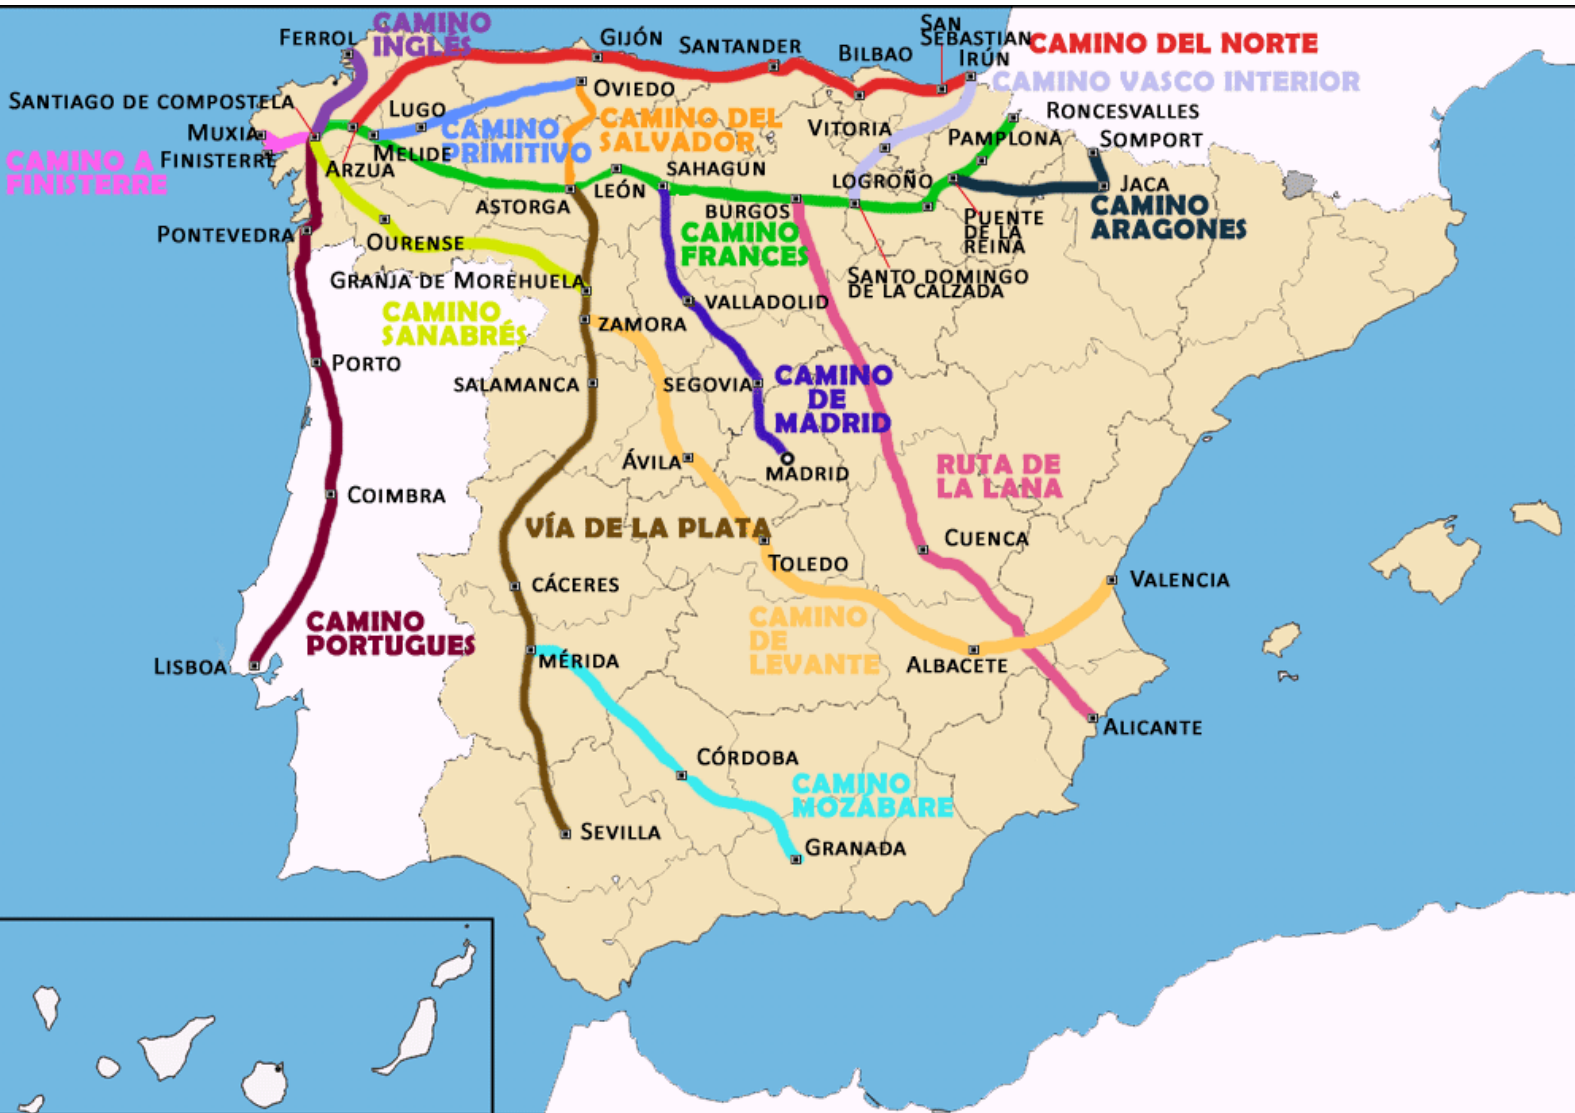 CAMINO
INGLÉS
FERROL
GIJÓN
SANTANDER
BILBAO
SAN
SEBASTIAN
IRÚN
CAMINO DEL NORTE
CAMINO VASCO INTERIOR
SANTIAGO DE COMPOSTELA
LUGO
OVIEDO
RONCESVALLES
MUXIA
FINISTERRE
CAMINO A
FINISTERRE
ARZUA
MELIDE
CAMINO
PRIMITIVO
CAMINO DEL
SALVADOR
VITORIA
PAMPLONA
SOMPORT
ASTORGA
LEÓN
SAHAGUN
BURGOS
LOGROÑO
PUENTE
DE LA
REINA
JACA
CAMINO
ARAGONES
PONTEVEDRA
OURENSE
CAMINO
FRANCES
SANTO DOMINGO
DE LA CALZADA
GRANJA DE MOREHUELA
CAMINO
SANABRÉS
ZAMORA
VALLADOLID
PORTO
SALAMANCA
SEGOVIA
CAMINO
DE
MADRID
ÁVILA
MADRID
RUTA DE
LA LANA
COIMBRA
VÍA DE LA PLATA
TOLEDO
CUENCA
VALENCIA
CÁCERES
CAMINO
PORTUGUES
CAMINO
DE
LEVANTE
LISBOA
MÉRIDA
ALBACETE
ALICANTE
CÓRDOBA
CAMINO
MOZÁBARE
SEVILLA
GRANADA